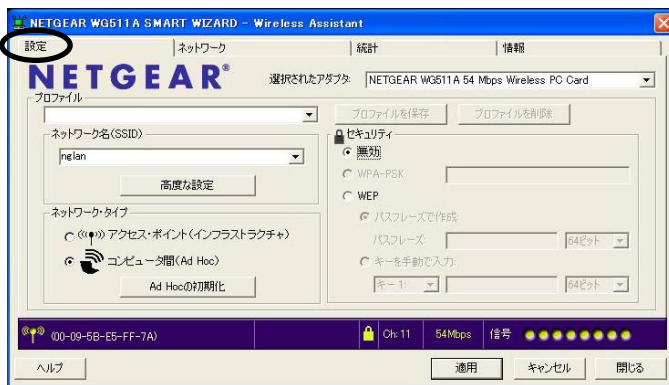 NETGEAR WG511A SMART WIZARD - Wireless Assistant
設定 ネットワーク 統計 情報
NETGEAR®
選択されたアダプタ: NETGEAR WG511A 54 Mbps Wireless PC Card
プロファイル
プロファイルを保存 プロファイルを削除
ネットワーク名(SSID)
nglan
高度な設定
セキュリティ
無効
WPA-PSK
WEP
パスフレーズで作成:
パスフレーズ: 64ビット
キーを手動で入力:
キー 1: 64ビット
ネットワーク・タイプ
アクセス・ポイント(インフラストラクチャ)
コンピュータ間(Ad Hoc)
Ad Hocの初期化
(00-09-5B-E5-FF-7A) Ch: 11 54Mbps 信号
ヘルプ 適用 キャンセル 閉じる